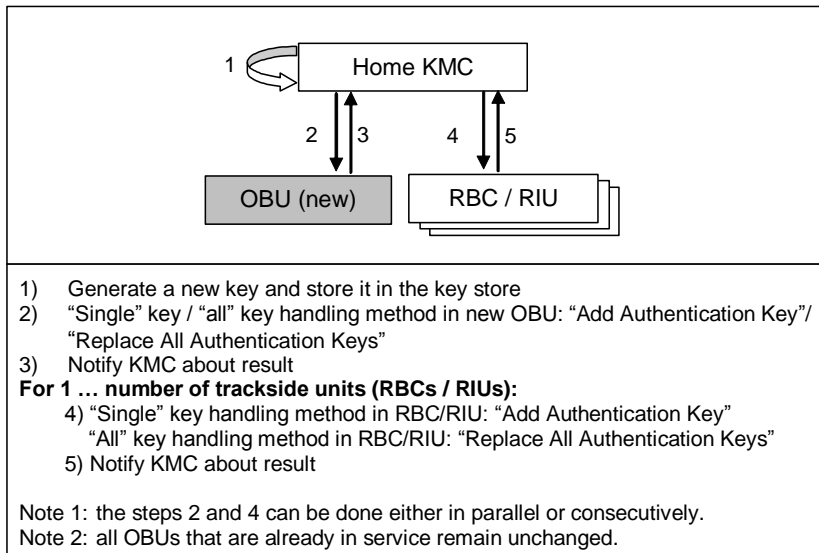 Home KMC
1
2
3
4
5
OBU (new)
RBC / RIU
1) Generate a new key and store it in the key store
2) “Single” key / “all” key handling method in new OBU: “Add Authentication Key”/
“Replace All Authentication Keys”
3) Notify KMC about result
For 1 … number of trackside units (RBCs / RIUs):
4) “Single” key handling method in RBC/RIU: “Add Authentication Key”
“All” key handling method in RBC/RIU: “Replace All Authentication Keys”
5) Notify KMC about result
Note 1: the steps 2 and 4 can be done either in parallel or consecutively.
Note 2: all OBUs that are already in service remain unchanged.